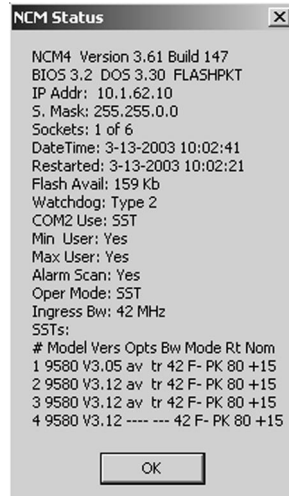 NCM Status
NCM4 Version 3.61 Build 147
BIOS 3.2 DOS 3.30 FLASHPKT
IP Addr: 10.1.62.10
S. Mask: 255.255.0.0
Sockets: 1 of 6
DateTime: 3-13-2003 10:02:41
Restarted: 3-13-2003 10:02:21
Flash Avail: 159 Kb
Watchdog: Type 2
COM2 Use: SST
Min User: Yes
Max User: Yes
Alarm Scan: Yes
Oper Mode: SST
Ingress Bw: 42 MHz
SSTs:
# Model Vers Opts Bw Mode Rt Nom
1 9580 V3.05 av tr 42 F- PK 80 +15
2 9580 V3.12 av tr 42 F- PK 80 +15
3 9580 V3.12 av tr 42 F- PK 80 +15
4 9580 V3.12 ---- --- 42 F- PK 80 +15
OK